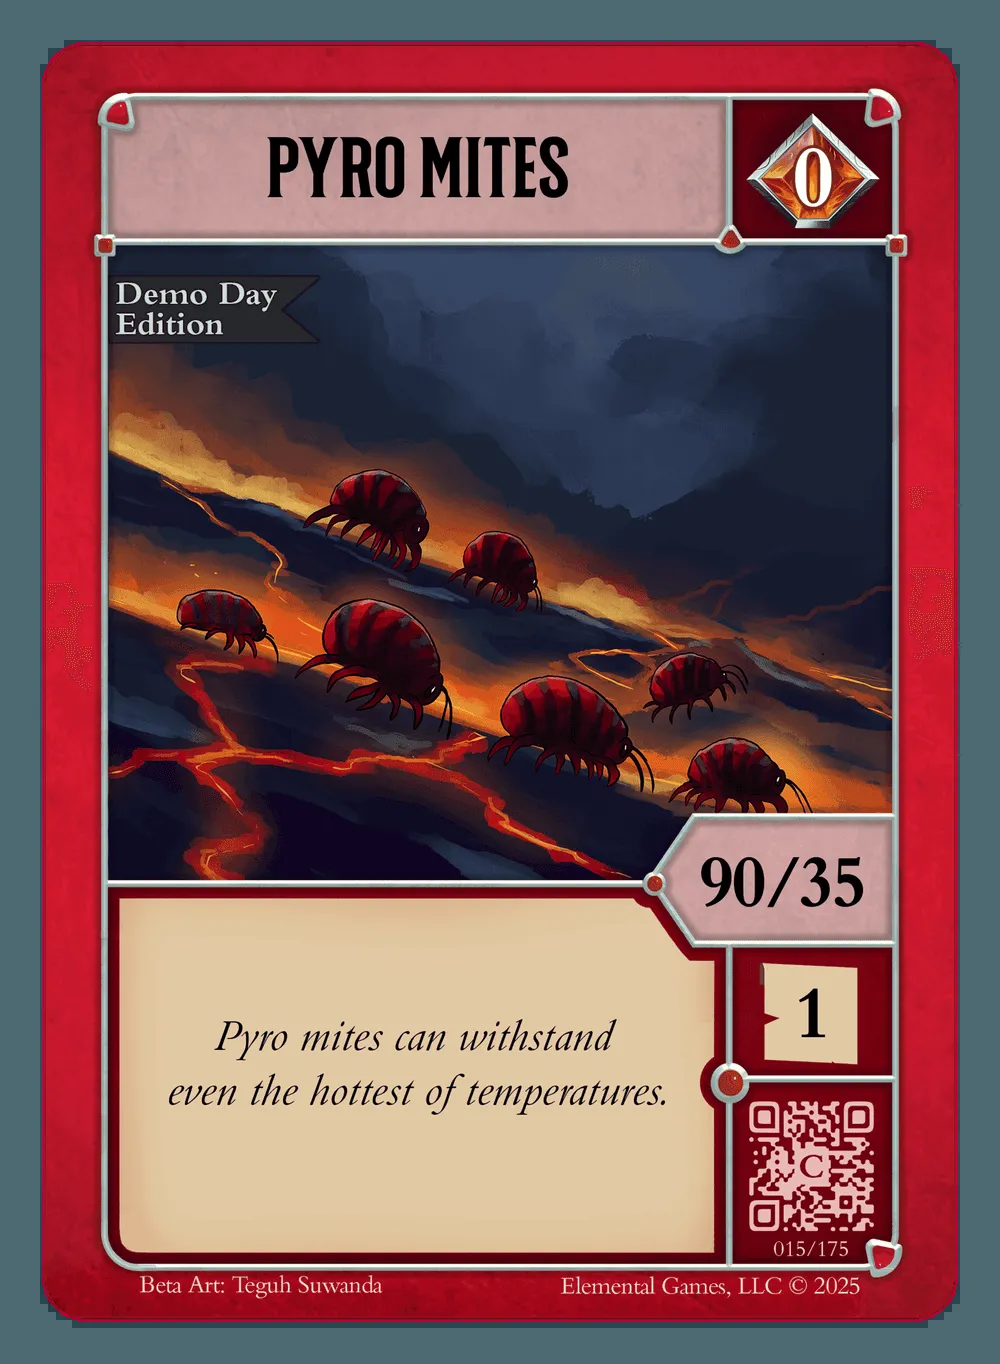 PYRO MITES
0
Demo Day
Edition
90/35
Pyro mites can withstand
even the hottest of temperatures.
1
C
015/175
Beta Art: Teguh Suwanda
Elemental Games, LLC © 2025